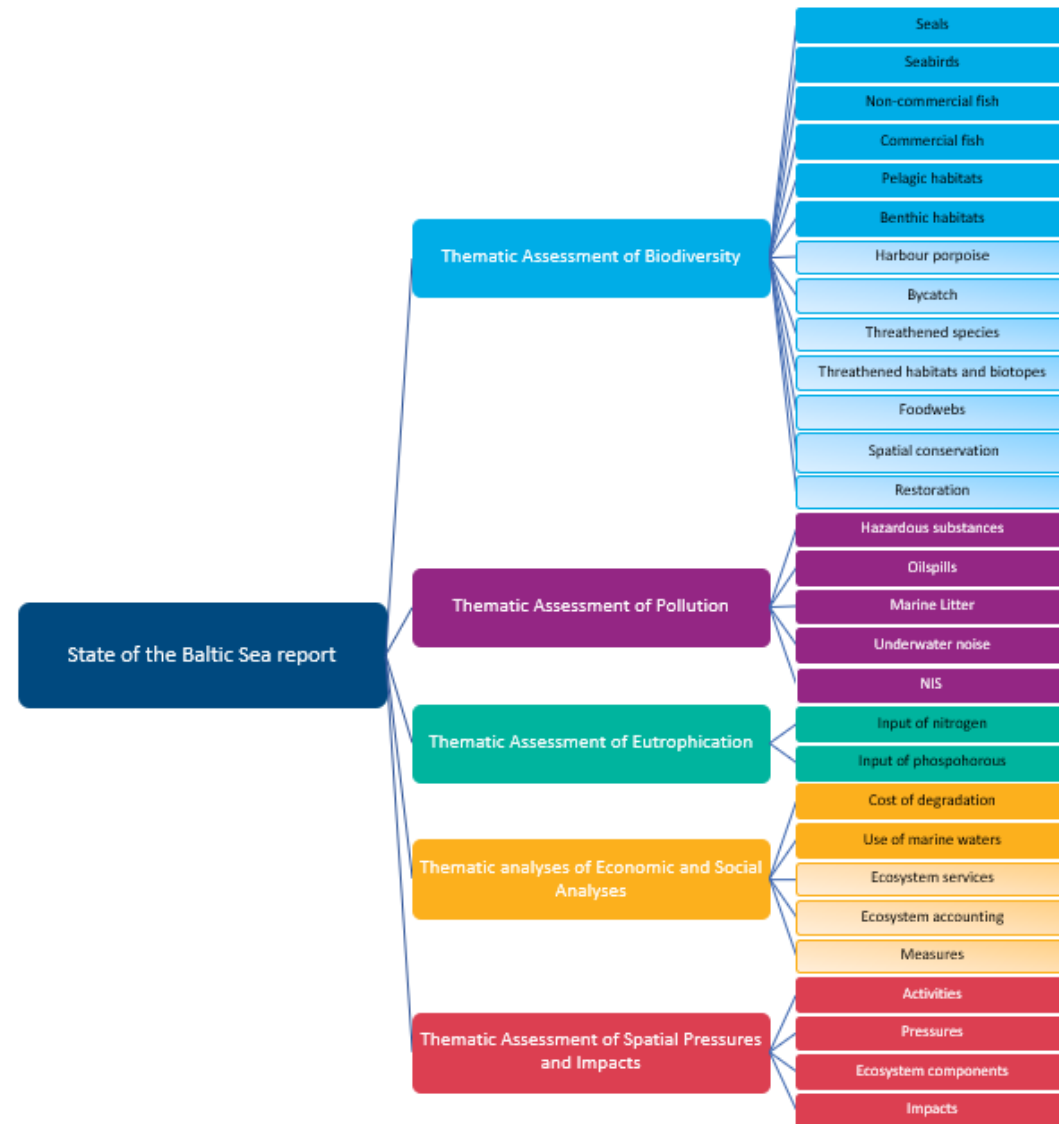 State of the Baltic Sea report
Thematic Assessment of Biodiversity
Seals
Seabirds
Non-commercial fish
Commercial fish
Pelagic habitats
Benthic habitats
Harbour porpoise
Bycatch
Threathened species
Threathened habitats and biotopes
Foodwebs
Spatial conservation
Restoration
Thematic Assessment of Pollution
Hazardous substances
Oilspills
Marine Litter
Underwater noise
NIS
Thematic Assessment of Eutrophication
Input of nitrogen
Input of phospohorous
Thematic analyses of Economic and Social
Analyses
Cost of degradation
Use of marine waters
Ecosystem services
Ecosystem accounting
Measures
Thematic Assessment of Spatial Pressures
and Impacts
Activities
Pressures
Ecosystem components
Impacts